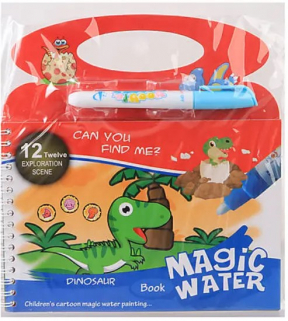 CAN YOU
FIND ME?
12 Twelve
EXPLORATION
SCENE
DINOSAUR
Book
MAGIC
WATER
Children's cartoon magic water painting...